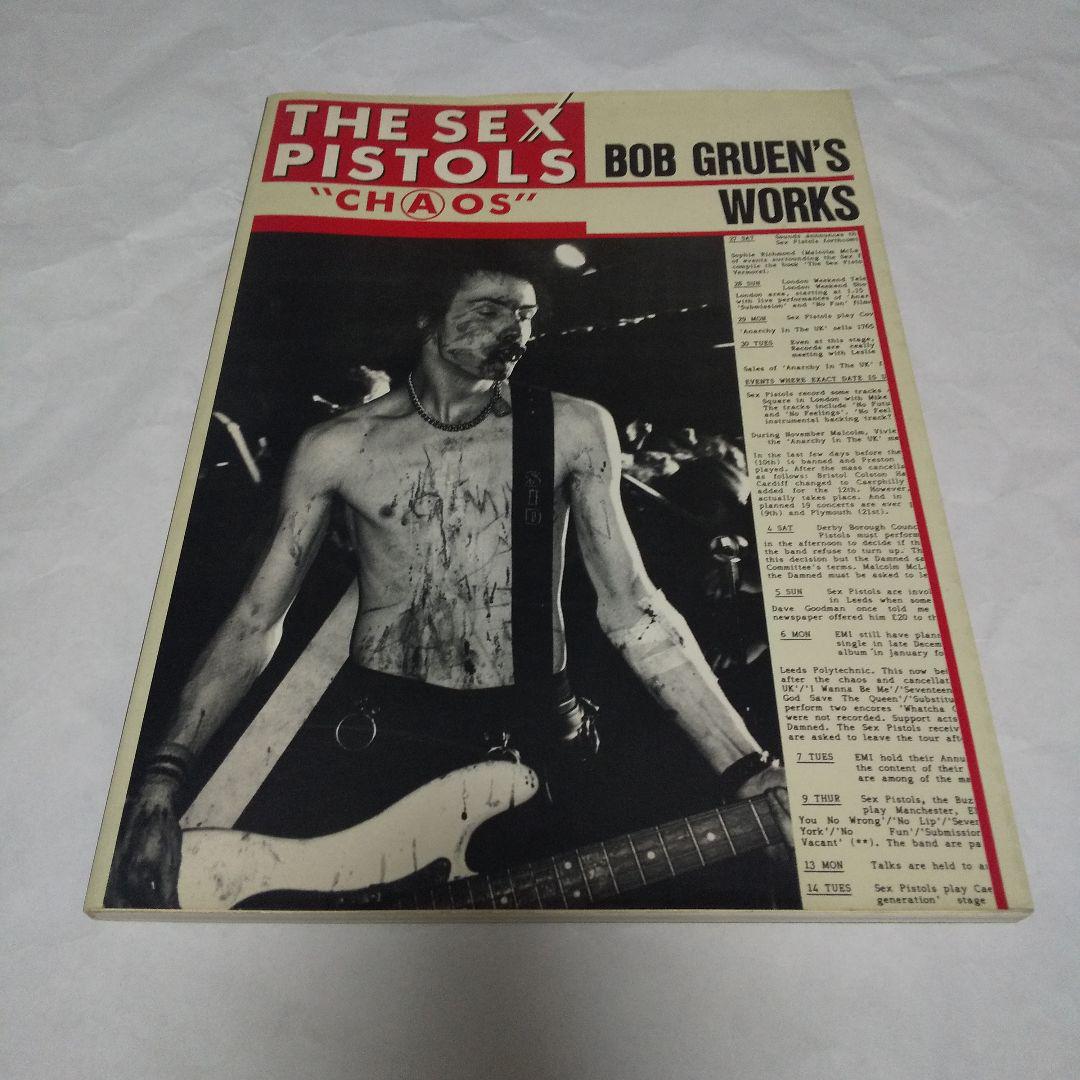 THE SEX
PISTOLS
"CHAOS"
BOB GRUEN'S
WORKS
27 SAT Sounds announces th
Sex Pistols forthcomi
Sophie Richmond (Malcolm McLa
of events surrounding the Sex P
compile the book 'The Sex Pisto
Vermorel.
28 SUN London Weekend Tele
London Weekend Sho
London area, starting at 1.15
with live performances of 'Anar
'Submission' and 'No Fun' film
29 MON Sex Pistols play Cov
'Anarchy In The UK' sells 1765
30 TUES Even at this stage,
Records are really
meeting with Leslie
Sales of 'Anarchy In The UK' f
EVENTS WHERE EXACT DATE IS U
Sex Pistols record some tracks
Square in London with Mike
The tracks include 'No Futu
and 'No Feelings'. 'No Feel
instrumental backing track?
During November Malcolm, Vivie
the 'Anarchy In The UK' me
In the last few days before the
(10th) is banned and Preston
played. After the mass cancella
as follows: Bristol Colston Ha
Cardiff changed to Caerphilly
added for the 12th. However,
actually takes place. And in
planned 19 concerts are ever
(9th) and Plymouth (21st).
4 SAT Derby Borough Counc
Pistols must perform
in the afternoon to decide if th
the band refuse to turn up. Th
this decision but the Damned sa
Committee's terms. Malcolm McL
the Damned must be asked to le
5 SUN Sex Pistols are invol
in Leeds when some
Dave Goodman once told me
newspaper offered him £20 to th
6 MON EMI still have plans
single in late Decem
album in January fo
Leeds Polytechnic. This now bei
after the chaos and cancellat
UK'/'I Wanna Be Me'/'Seventeen
God Save The Queen'/'Substitu
perform two encores 'Whatcha G
were not recorded. Support acts
Damned. The Sex Pistols receiv
are asked to leave the tour aft
7 TUES EMI hold their Annu
the content of their
are among of the ma
9 THUR Sex Pistols, the Buz
play Manchester, El
You No Wrong'/'No Lip'/'Seven
York'/'No Fun'/'Submission
Vacant' (**). The band are pa
13 MON Talks are held to a
14 TUES Sex Pistols play Cae
generation' stage